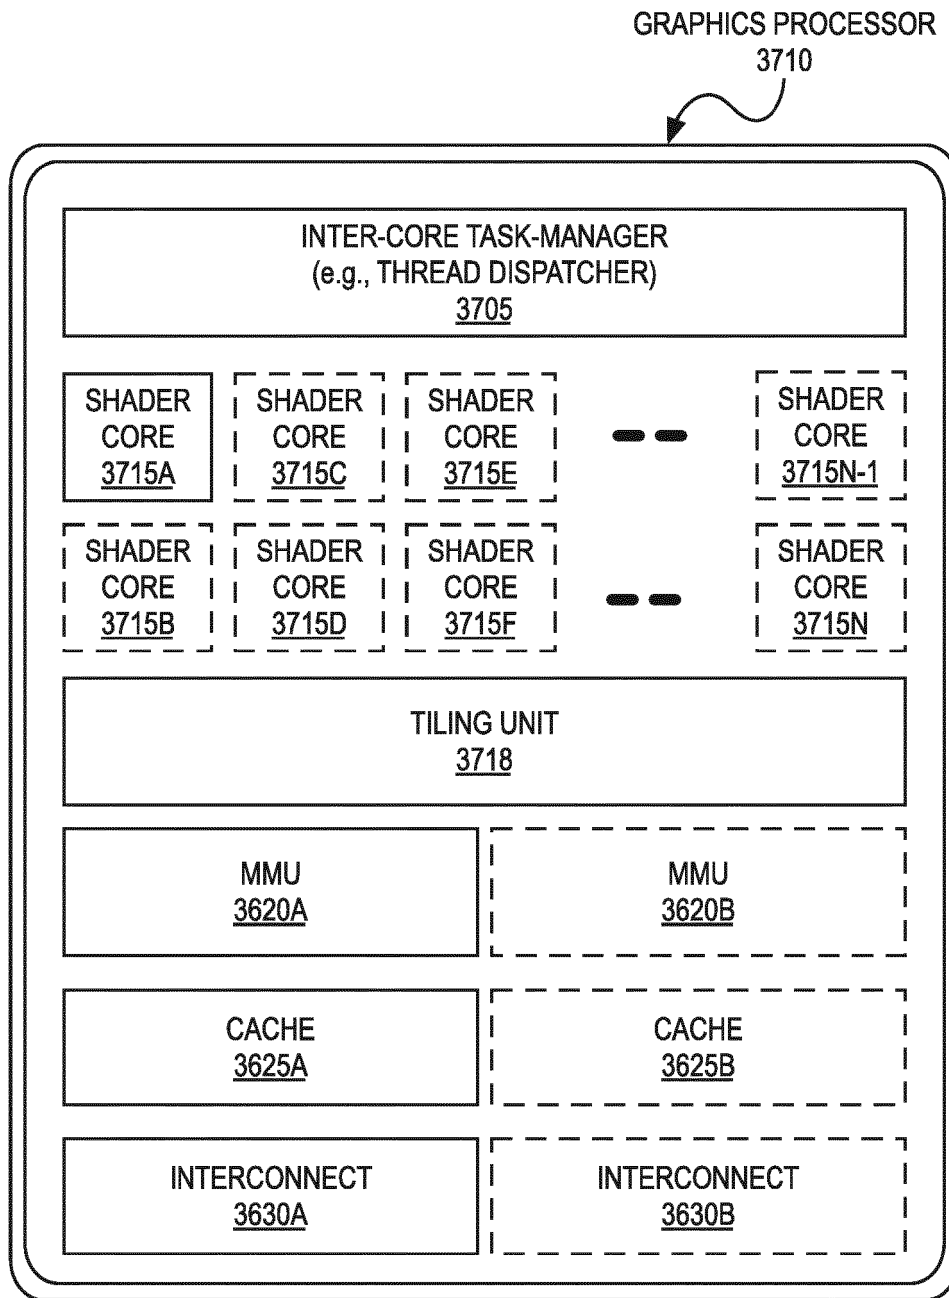 GRAPHICS PROCESSOR
3710
INTER-CORE TASK-MANAGER
(e.g., THREAD DISPATCHER)
3705
SHADER CORE 3715A
SHADER CORE 3715C
SHADER CORE 3715E
SHADER CORE 3715N-1
SHADER CORE 3715B
SHADER CORE 3715D
SHADER CORE 3715F
SHADER CORE 3715N
TILING UNIT
3718
MMU
3620A
MMU
3620B
CACHE
3625A
CACHE
3625B
INTERCONNECT
3630A
INTERCONNECT
3630B